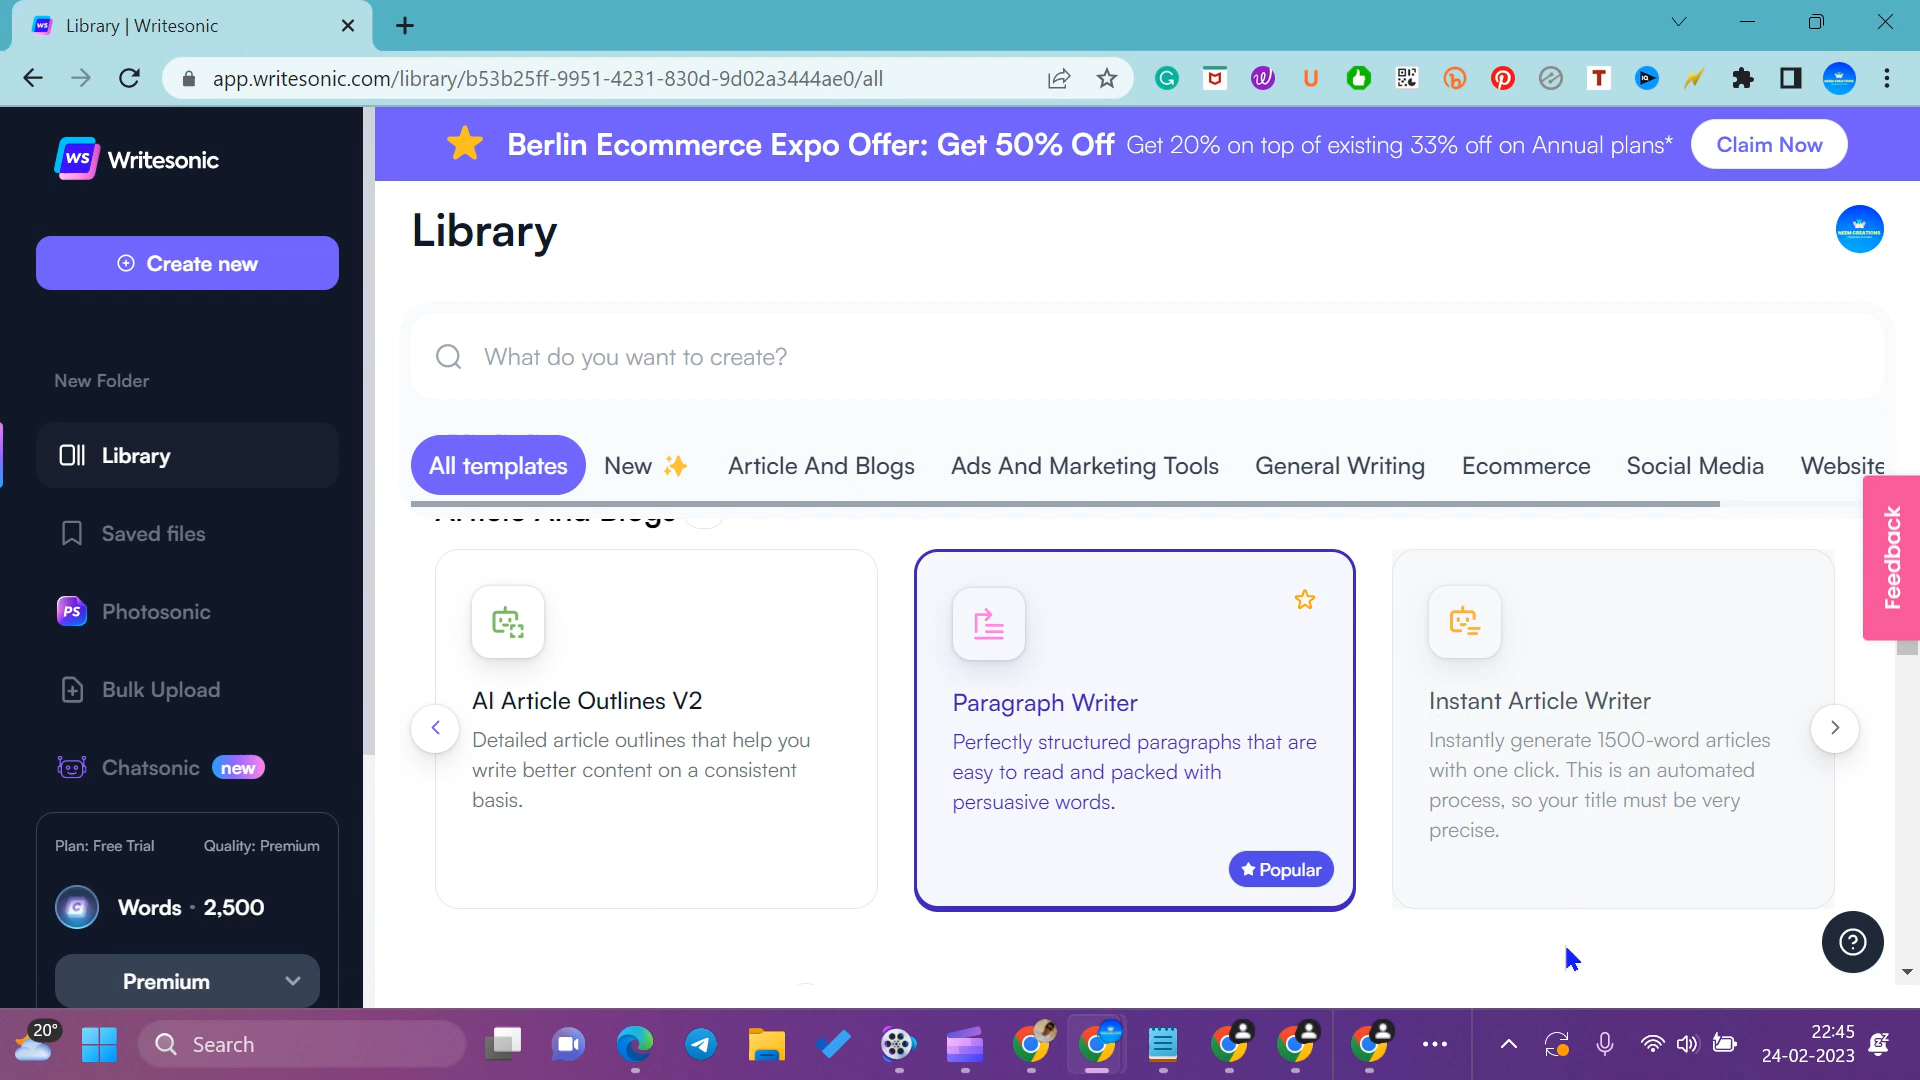 Library | Writesonic
app.writesonic.com/library/b53b25ff-9951-4231-830d-9d02a3444ae0/all
ws Writesonic
Berlin Ecommerce Expo Offer: Get 50% Off Get 20% on top of existing 33% off on Annual plans* Claim Now
Library
Create new
What do you want to create?
New Folder
Library
Saved files
PS Photosonic
Bulk Upload
Chatsonic new
Plan: Free Trial Quality: Premium
Words · 2,500
Premium
All templates New Article And Blogs Ads And Marketing Tools General Writing Ecommerce Social Media Website
Feedback
Article And Blogs
AI Article Outlines V2
Detailed article outlines that help you
write better content on a consistent
basis.
Paragraph Writer
Perfectly structured paragraphs that are
easy to read and packed with
persuasive words.
Popular
Instant Article Writer
Instantly generate 1500-word articles
with one click. This is an automated
process, so your title must be very
precise.
20°
Search
22:45
24-02-2023